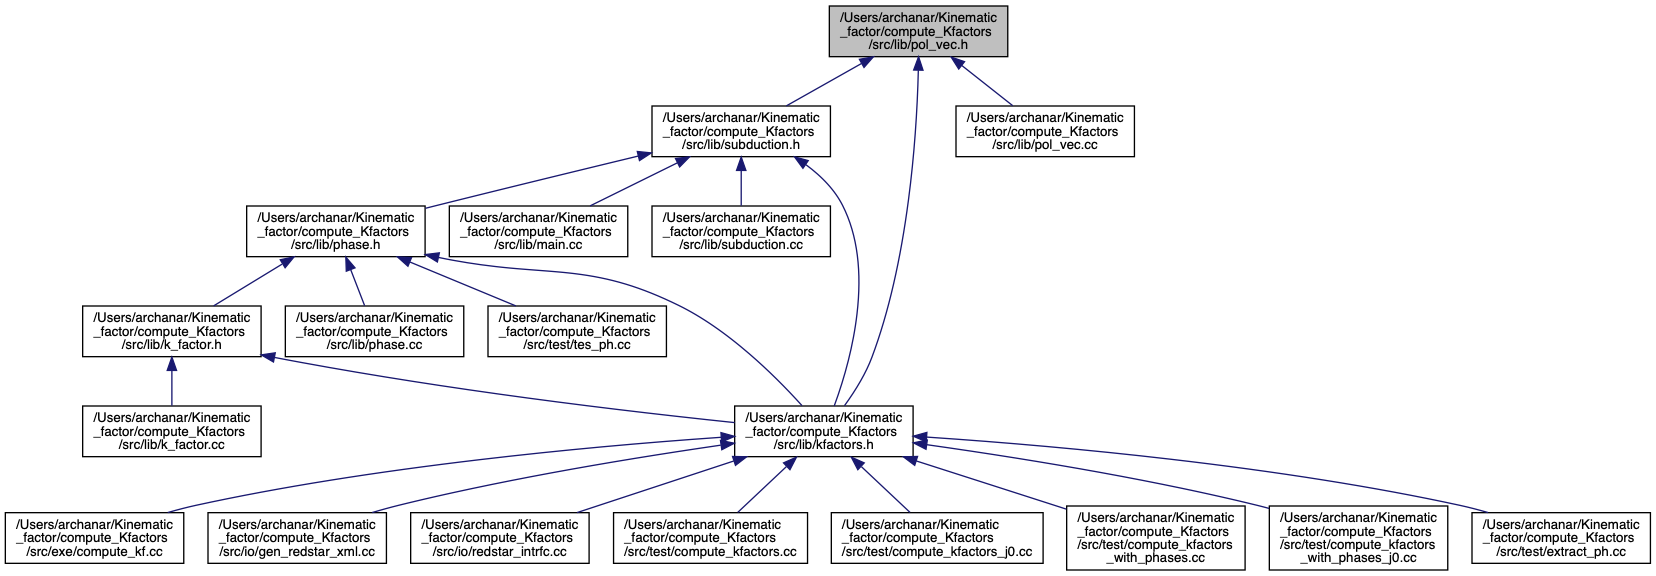 /Users/archanar/Kinematic
_factor/compute_Kfactors
/src/lib/pol_vec.h
/Users/archanar/Kinematic
_factor/compute_Kfactors
/src/lib/subduction.h
/Users/archanar/Kinematic
_factor/compute_Kfactors
/src/lib/pol_vec.cc
/Users/archanar/Kinematic
_factor/compute_Kfactors
/src/lib/phase.h
/Users/archanar/Kinematic
_factor/compute_Kfactors
/src/lib/main.cc
/Users/archanar/Kinematic
_factor/compute_Kfactors
/src/lib/subduction.cc
/Users/archanar/Kinematic
_factor/compute_Kfactors
/src/lib/k_factor.h
/Users/archanar/Kinematic
_factor/compute_Kfactors
/src/lib/phase.cc
/Users/archanar/Kinematic
_factor/compute_Kfactors
/src/test/tes_ph.cc
/Users/archanar/Kinematic
_factor/compute_Kfactors
/src/lib/k_factor.cc
/Users/archanar/Kinematic
_factor/compute_Kfactors
/src/lib/kfactors.h
/Users/archanar/Kinematic
_factor/compute_Kfactors
/src/exe/compute_kf.cc
/Users/archanar/Kinematic
_factor/compute_Kfactors
/src/io/gen_redstar_xml.cc
/Users/archanar/Kinematic
_factor/compute_Kfactors
/src/io/redstar_intrfc.cc
/Users/archanar/Kinematic
_factor/compute_Kfactors
/src/test/compute_kfactors.cc
/Users/archanar/Kinematic
_factor/compute_Kfactors
/src/test/compute_kfactors_j0.cc
/Users/archanar/Kinematic
_factor/compute_Kfactors
/src/test/compute_kfactors
_with_phases.cc
/Users/archanar/Kinematic
_factor/compute_Kfactors
/src/test/compute_kfactors
_with_phases_j0.cc
/Users/archanar/Kinematic
_factor/compute_Kfactors
/src/test/extract_ph.cc